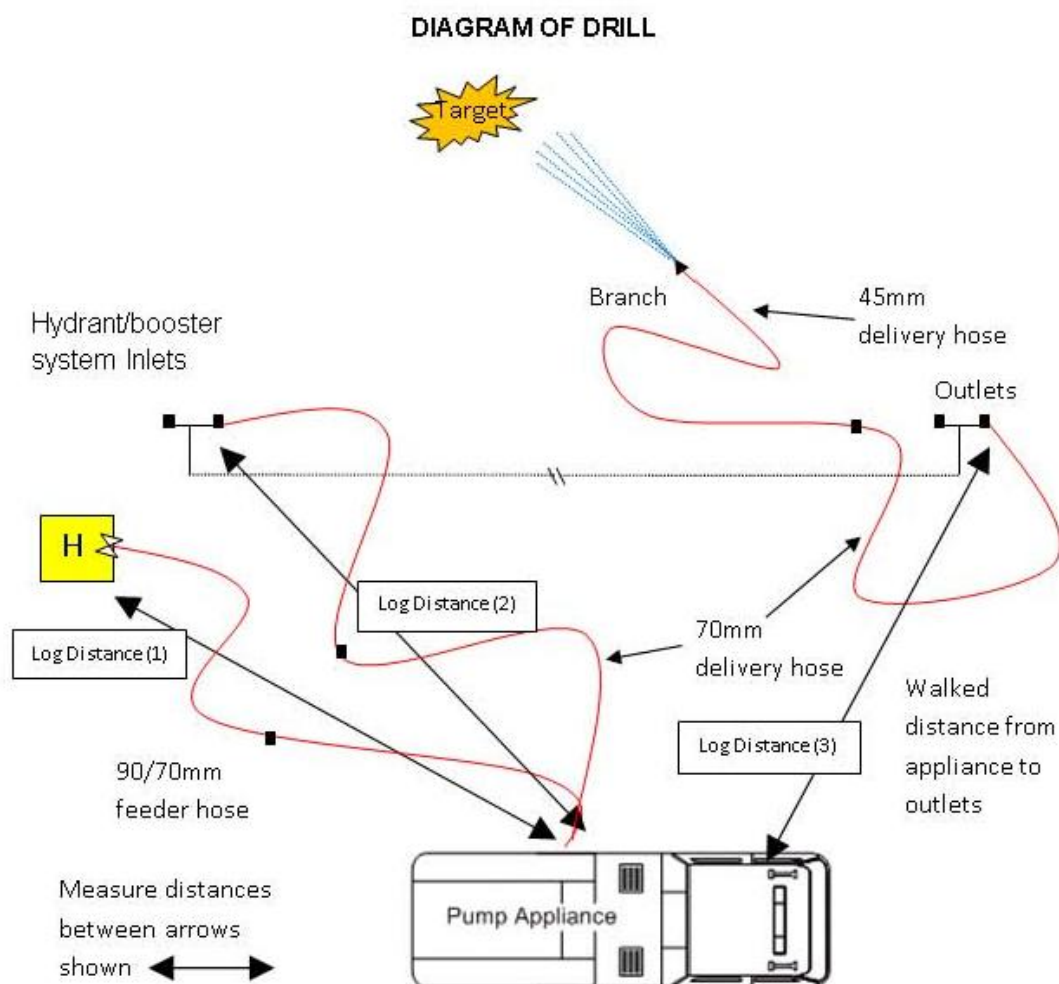 DIAGRAM OF DRILL
Target
Branch
45mm
delivery hose
Hydrant/booster
system Inlets
Outlets
H
Log Distance (2)
Log Distance (1)
70mm
delivery hose
Walked
distance from
appliance to
outlets
Log Distance (3)
90/70mm
feeder hose
Measure distances
between arrows
shown
Pump Appliance